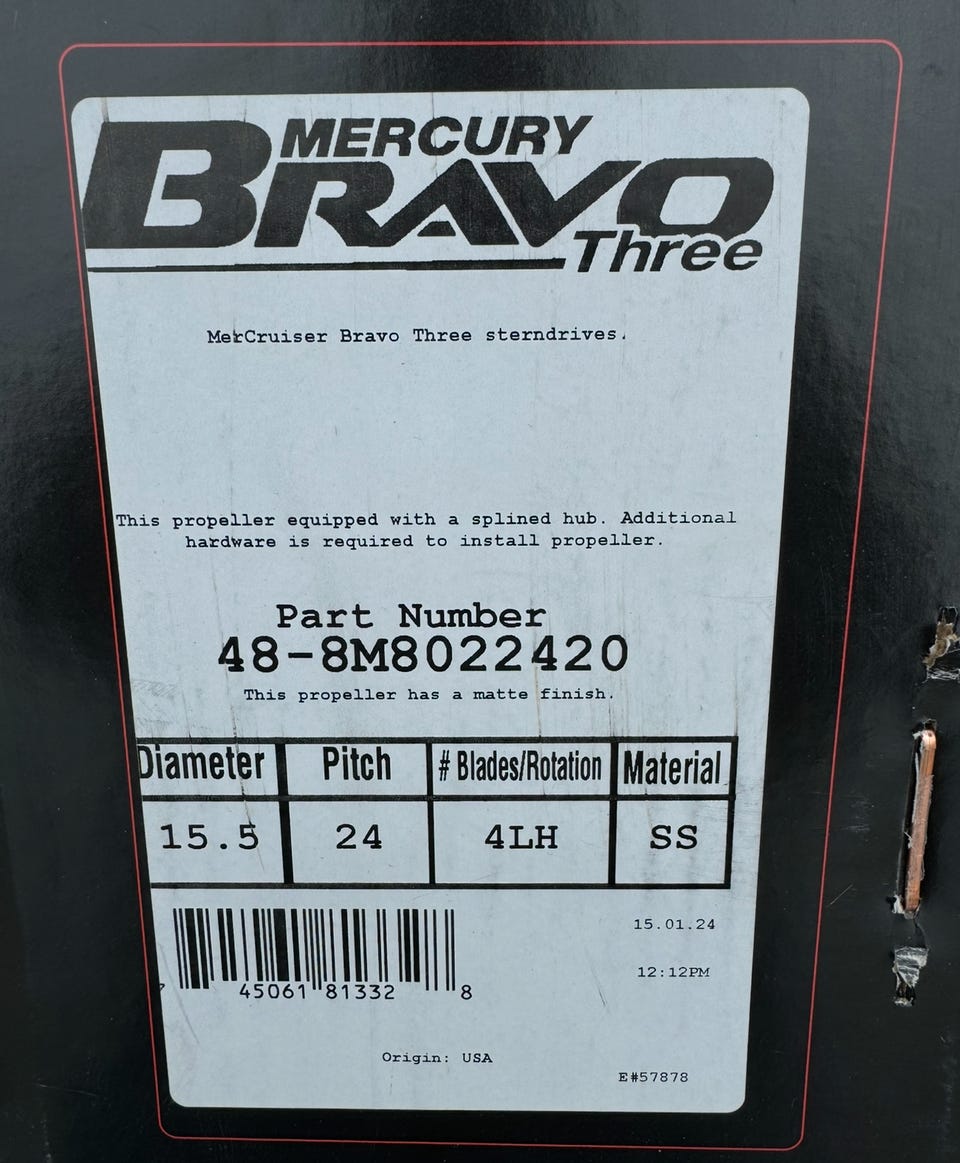 MERCURY
BRAVO
Three
MerCruiser Bravo Three sterndrives.
This propeller equipped with a splined hub. Additional
hardware is required to install propeller.
Part Number
48-8M8022420
This propeller has a matte finish.
Diameter Pitch # Blades/Rotation Material
15.5 24 4LH SS
15.01.24
12:12PM
45061 81332 8
Origin: USA
E#57878